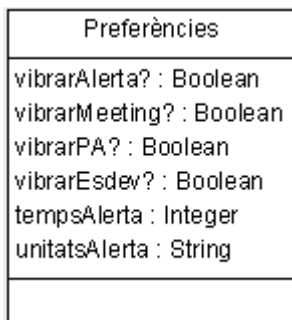 Preferències
vibrarAlerta? : Boolean
vibrarMeeting? : Boolean
vibrarPA? : Boolean
vibrarEsdev? : Boolean
tempsAlerta : Integer
unitatsAlerta : String